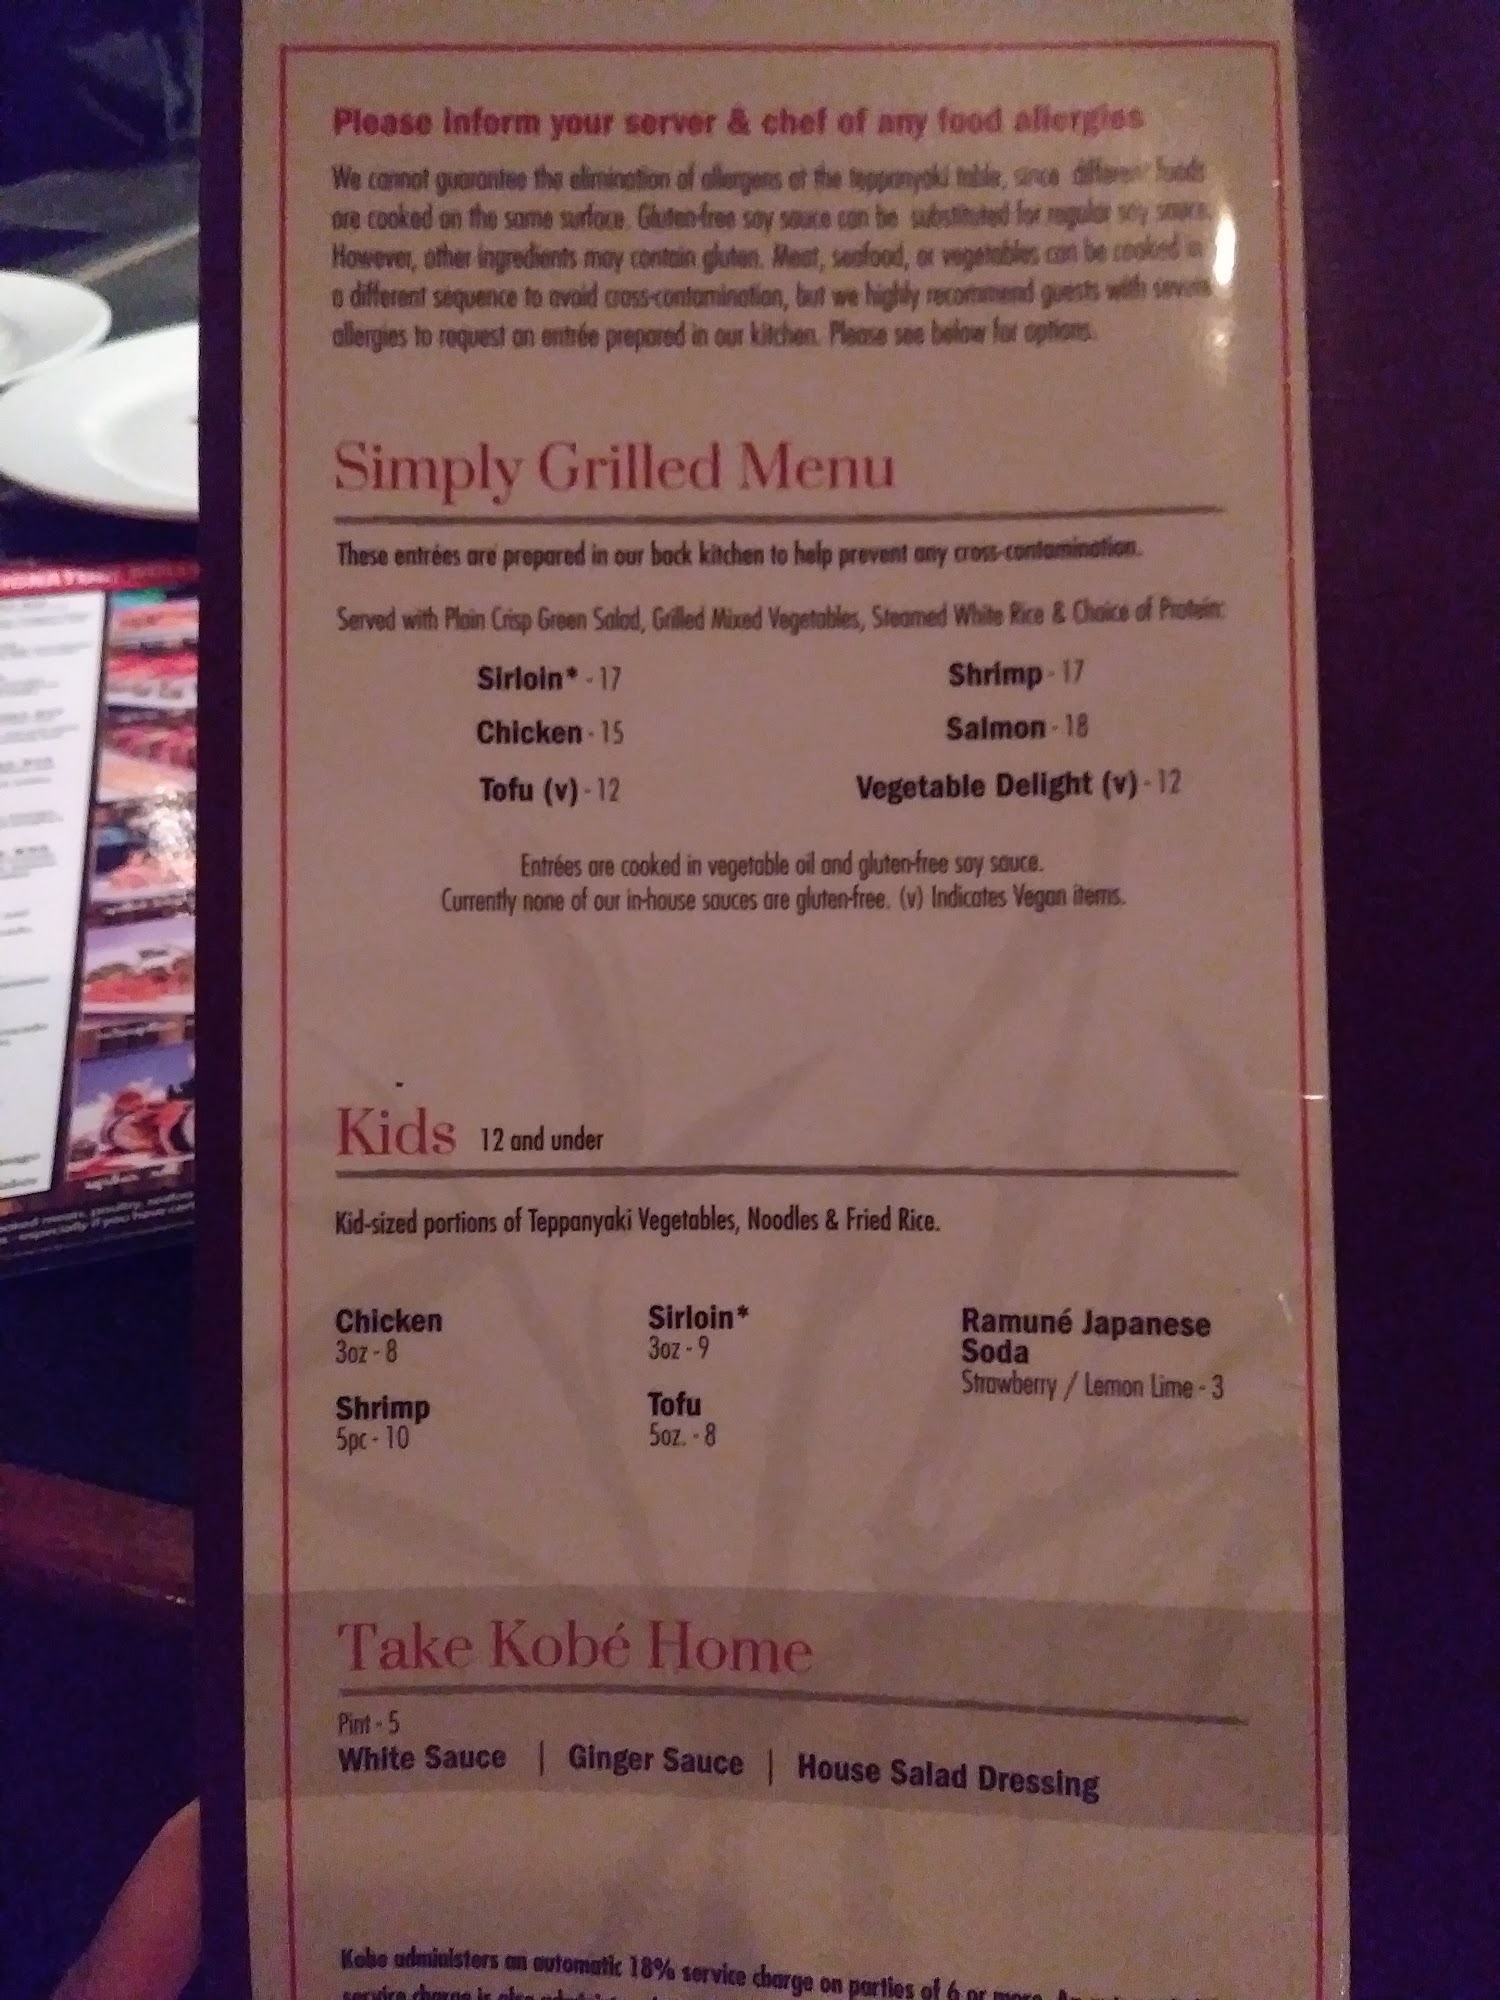 Please inform your server & chef of any food allergies
We cannot guarantee the elimination of allergens at the teppanyaki table, since different foods
are cooked on the same surface. Gluten-free soy sauce can be substituted for regular soy sauce.
However, other ingredients may contain gluten. Meat, seafood, or vegetables can be cooked in
a different sequence to avoid cross-contamination, but we highly recommend guests with severe
allergies to request an entrée prepared in our kitchen. Please see below for options.
Simply Grilled Menu
These entrées are prepared in our back kitchen to help prevent any cross-contamination.
Served with Plain Crisp Green Salad, Grilled Mixed Vegetables, Steamed White Rice & Choice of Protein:
Sirloin* - 17
Shrimp - 17
Chicken - 15
Salmon - 18
Tofu (v) - 12
Vegetable Delight (v) - 12
Entrées are cooked in vegetable oil and gluten-free soy sauce.
Currently none of our in-house sauces are gluten-free. (v) Indicates Vegan items.
Kids 12 and under
Kid-sized portions of Teppanyaki Vegetables, Noodles & Fried Rice.
Chicken
3oz - 8
Shrimp
5pc - 10
Sirloin*
3oz - 9
Tofu
5oz. - 8
Ramuné Japanese
Soda
Strawberry / Lemon Lime - 3
Take Kobé Home
Pint - 5
White Sauce | Ginger Sauce | House Salad Dressing
Kobe administers an automatic 18% service charge on parties of 6 or more.
service charge is also